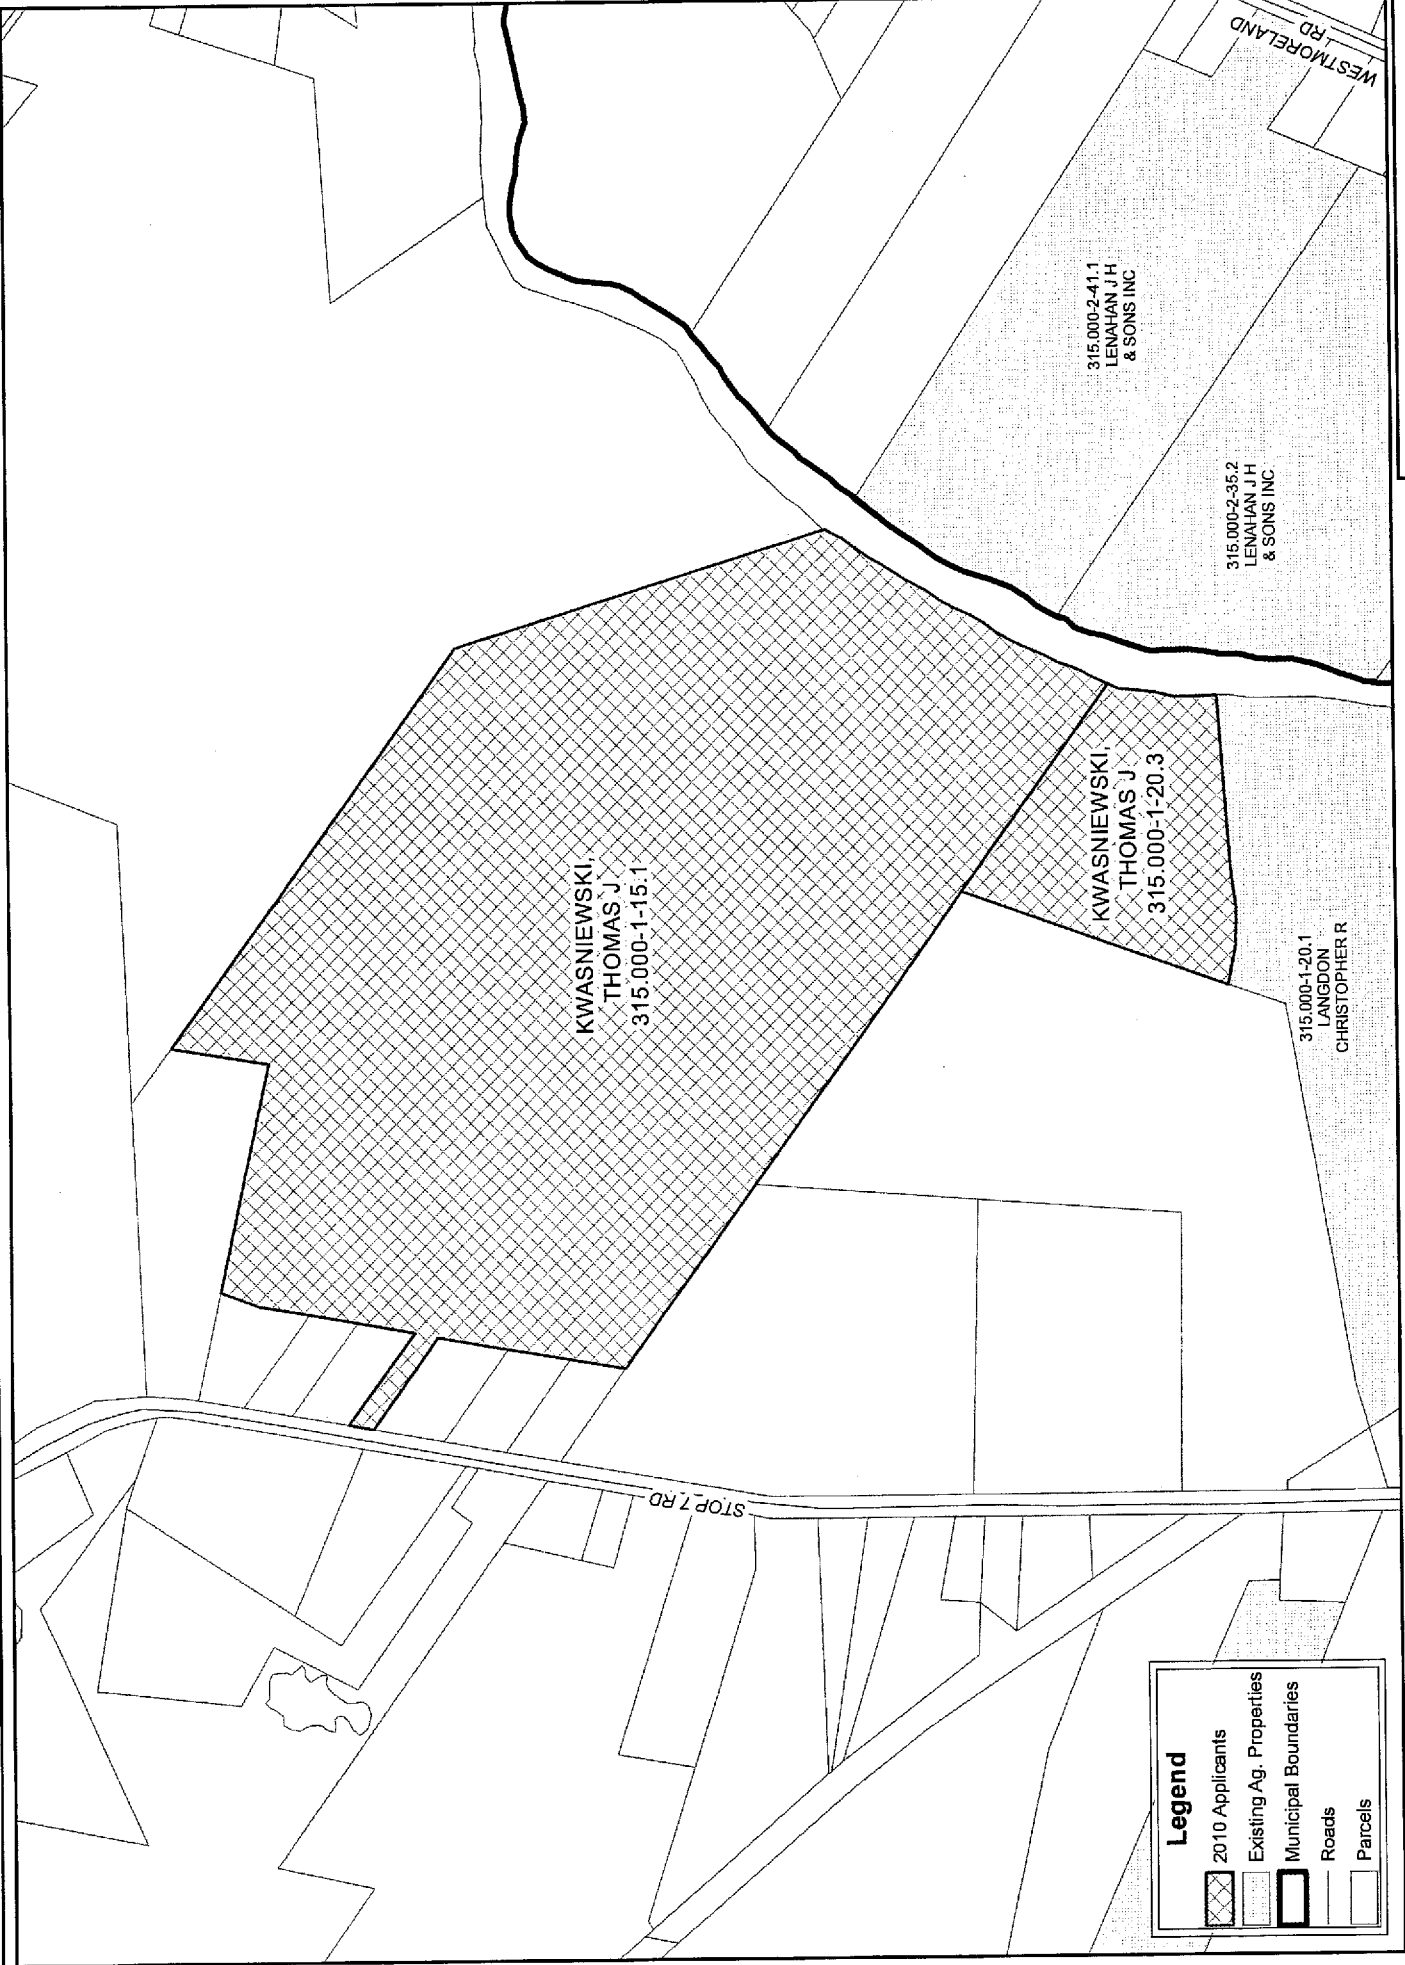 STOP 7 RD
KWASNIEWSKI,
THOMAS J
315.000-1-15.1
KWASNIEWSKI,
THOMAS J
315.000-1-20.3
315.000-1-20.1
LANGDON
CHRISTOPHER R
315.000-2-41.1
LENAHAN J H
& SONS INC
315.000-2-35.2
LENAHAN J H
& SONS INC
WESTMORELAND
RD
Legend
2010 Applicants
Existing Ag. Properties
Municipal Boundaries
Roads
Parcels